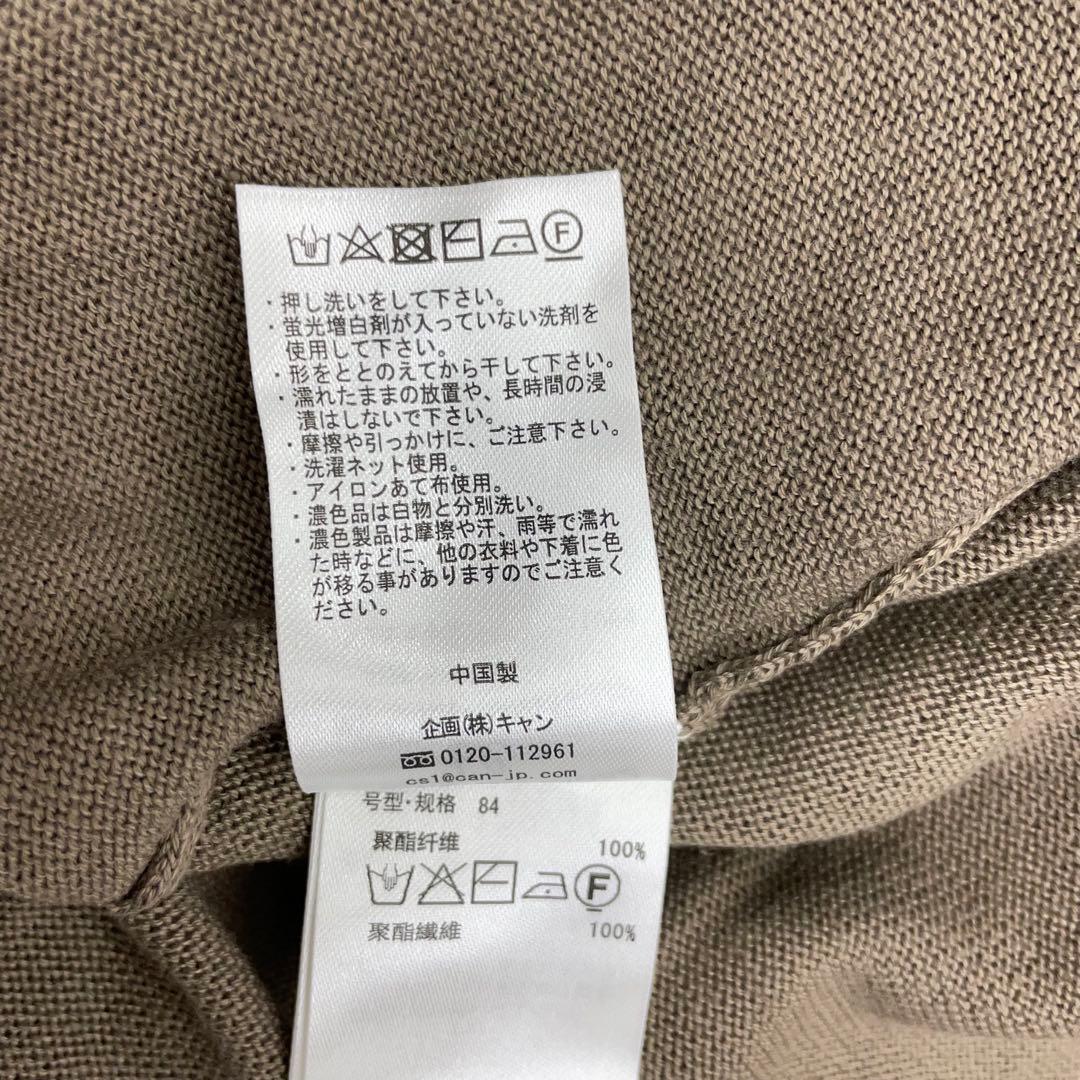 F
・押し洗いをして下さい。
・蛍光増白剤が入っていない洗剤を
使用して下さい。
・形をととのえてから干して下さい。
・濡れたままの放置や、長時間の浸
漬はしないで下さい。
・摩擦や引っかけに、ご注意下さい。
・洗濯ネット使用。
・アイロンあて布使用。
・濃色品は白物と分別洗い。
・濃色製品は摩擦や汗、雨等で濡れ
た時などに、他の衣料や下着に色
が移る事がありますのでご注意く
ださい。
中国製
企画(株)キャン
0120-112961
cs1@can-jp.com
号型・规格 84
聚酯纤维 100%
F
聚酯纖維 100%